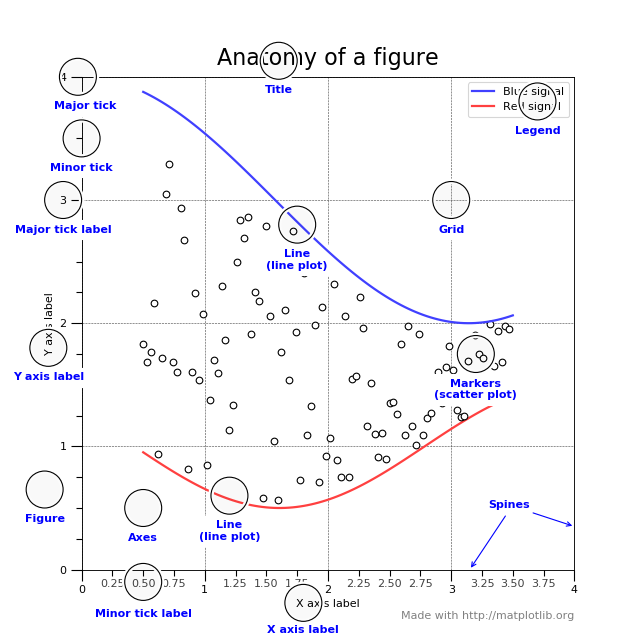 Anatomy of a figure
4
Blue signal
Red signal
Major tick
Title
Legend
Minor tick
3
Major tick label
Grid
Line
(line plot)
Y axis label
2
Y axis label
Markers
(scatter plot)
1
Figure
Axes
Line
(line plot)
Spines
0
0 0.25 0.50 0.75 1 1.25 1.50 1.75 2 2.25 2.50 2.75 3 3.25 3.50 3.75 4
Minor tick label
X axis label
Made with http://matplotlib.org
X axis label